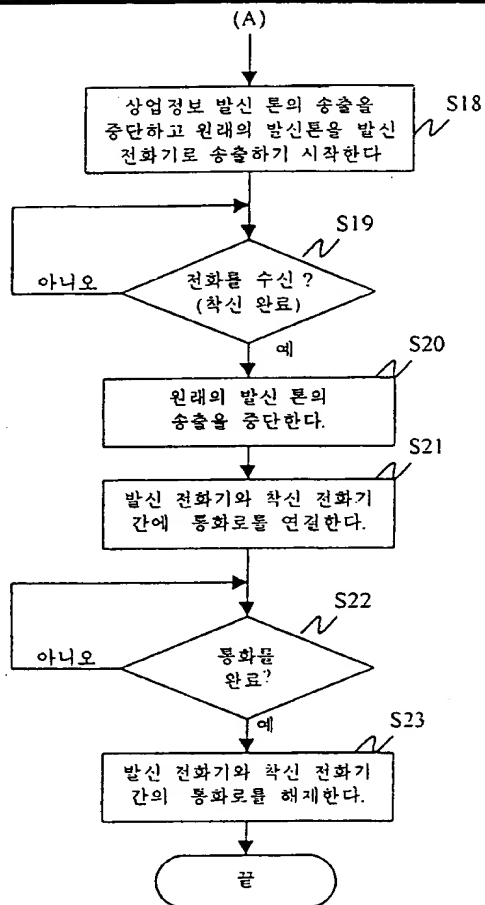 (A)
상업정보 발신 톤의 송출을
중단하고 원래의 발신톤을 발신
전화기로 송출하기 시작한다
S18
S19
전화를 수신?
(착신 완료)
아니오
예
S20
원래의 발신 톤의
송출을 중단한다.
S21
발신 전화기와 착신 전화기
간에 통화로를 연결한다.
S22
통화를
완료?
아니오
예
S23
발신 전화기와 착신 전화기
간의 통화로를 해제한다.
끝